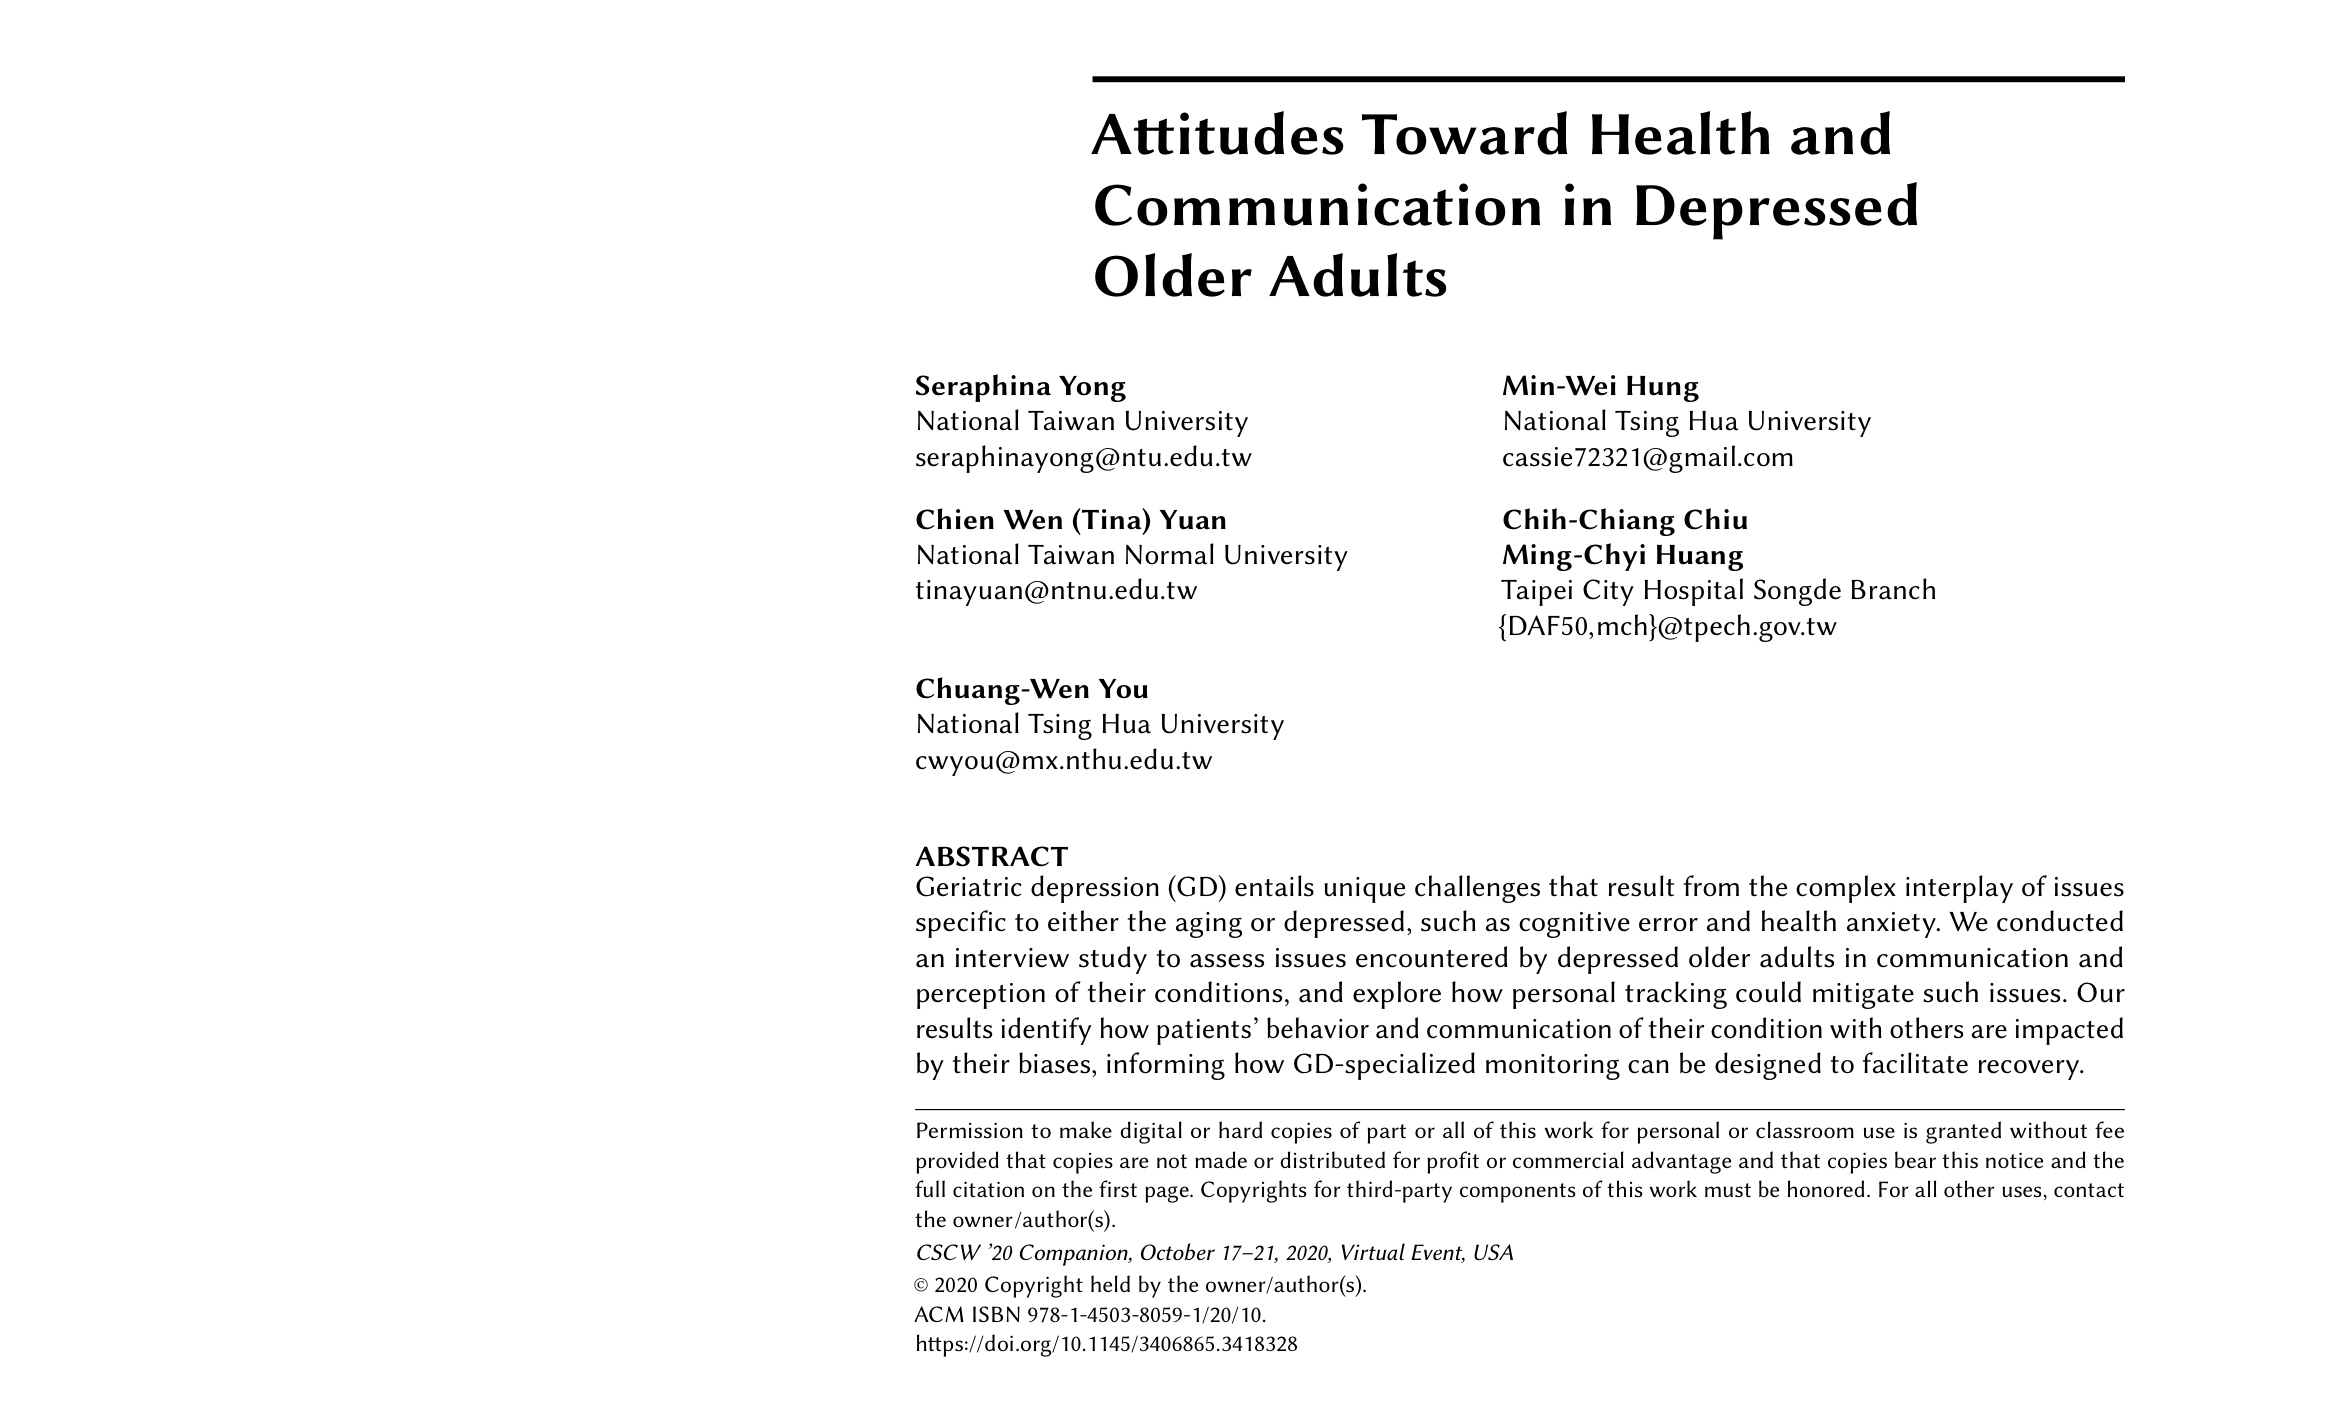 Attitudes Toward Health and
Communication in Depressed
Older Adults
Seraphina Yong
National Taiwan University
seraphinayong@ntu.edu.tw
Min-Wei Hung
National Tsing Hua University
cassie72321@gmail.com
Chien Wen (Tina) Yuan
National Taiwan Normal University
tinayuan@ntnu.edu.tw
Chih-Chiang Chiu
Ming-Chyi Huang
Taipei City Hospital Songde Branch
{DAF50,mch}@tpech.gov.tw
Chuang-Wen You
National Tsing Hua University
cwyou@mx.nthu.edu.tw
ABSTRACT
Geriatric depression (GD) entails unique challenges that result from the complex interplay of issues
specific to either the aging or depressed, such as cognitive error and health anxiety. We conducted
an interview study to assess issues encountered by depressed older adults in communication and
perception of their conditions, and explore how personal tracking could mitigate such issues. Our
results identify how patients’ behavior and communication of their condition with others are impacted
by their biases, informing how GD-specialized monitoring can be designed to facilitate recovery.
Permission to make digital or hard copies of part or all of this work for personal or classroom use is granted without fee
provided that copies are not made or distributed for profit or commercial advantage and that copies bear this notice and the
full citation on the first page. Copyrights for third-party components of this work must be honored. For all other uses, contact
the owner/author(s).
CSCW ’20 Companion, October 17–21, 2020, Virtual Event, USA
© 2020 Copyright held by the owner/author(s).
ACM ISBN 978-1-4503-8059-1/20/10.
https://doi.org/10.1145/3406865.3418328